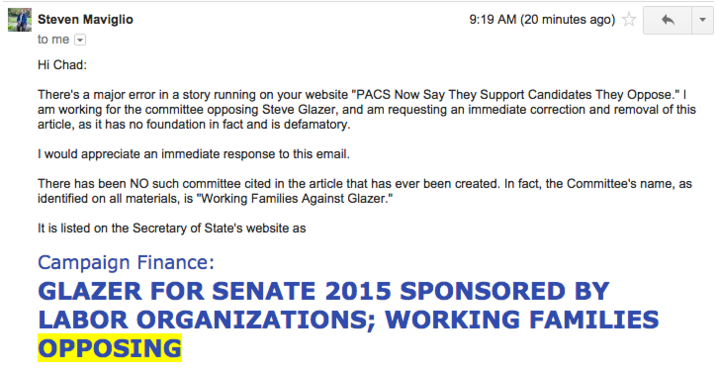 Steven Maviglio 9:19 AM (20 minutes ago)
to me
Hi Chad:
There's a major error in a story running on your website "PACS Now Say They Support Candidates They Oppose." I
am working for the committee opposing Steve Glazer, and am requesting an immediate correction and removal of this
article, as it has no foundation in fact and is defamatory.
I would appreciate an immediate response to this email.
There has been NO such committee cited in the article that has ever been created. In fact, the Committee's name, as
identified on all materials, is "Working Families Against Glazer."
It is listed on the Secretary of State's website as
Campaign Finance:
GLAZER FOR SENATE 2015 SPONSORED BY
LABOR ORGANIZATIONS; WORKING FAMILIES
OPPOSING